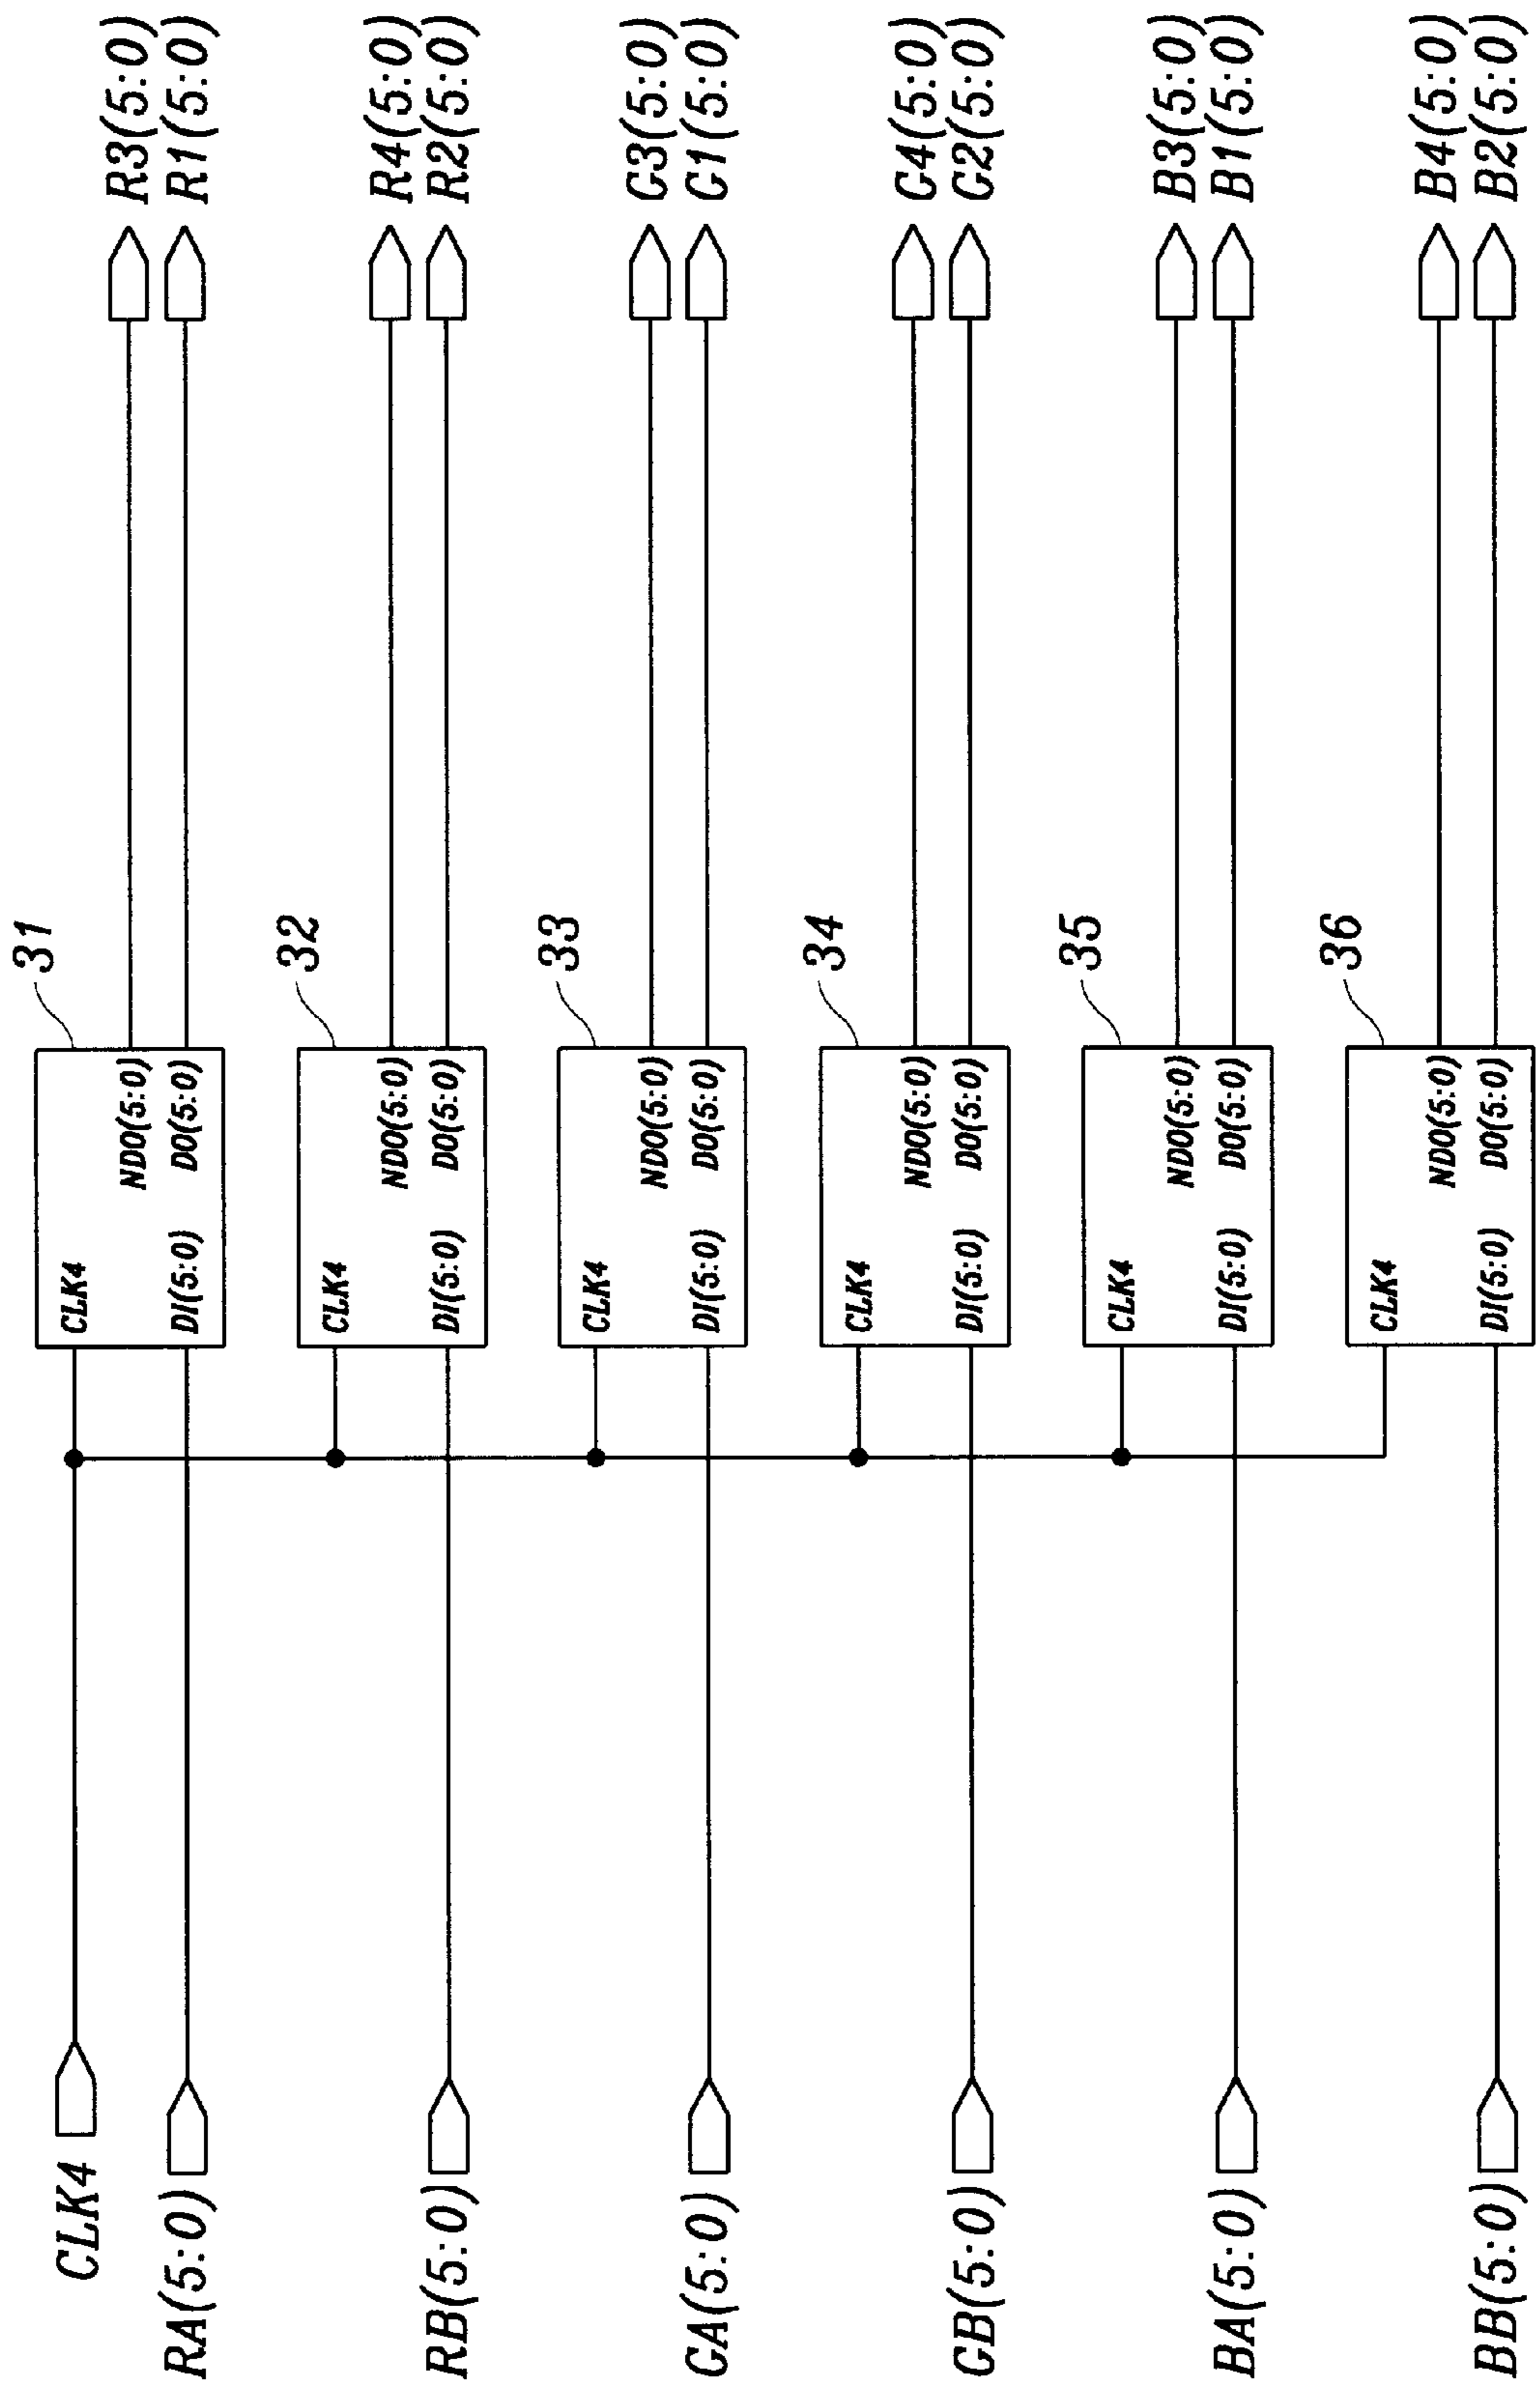 CLK4
RA(5:0)
CLK4
NDO(5:0)
DI(5:0) DO(5:0)
31
R3(5:0)
R1(5:0)
RB(5:0)
CLK4
NDO(5:0)
DI(5:0) DO(5:0)
32
R4(5:0)
R2(5:0)
GA(5:0)
CLK4
NDO(5:0)
DI(5:0) DO(5:0)
33
G3(5:0)
G1(5:0)
GB(5:0)
CLK4
NDO(5:0)
DI(5:0) DO(5:0)
34
G4(5:0)
G2(5:0)
BA(5:0)
CLK4
NDO(5:0)
DI(5:0) DO(5:0)
35
B3(5:0)
B1(5:0)
BB(5:0)
CLK4
NDO(5:0)
DI(5:0) DO(5:0)
36
B4(5:0)
B2(5:0)